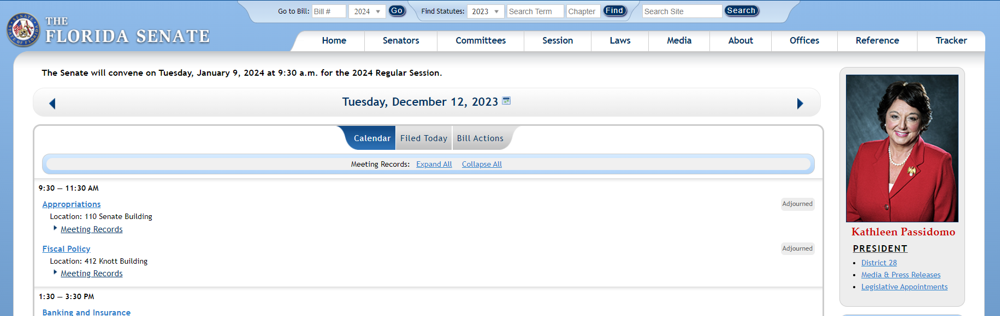 Go to Bill: Bill # 2024 Go Find Statutes: 2023 Search Term Chapter Find Search Site Search
THE
FLORIDA SENATE
Home Senators Committees Session Laws Media About Offices Reference Tracker
The Senate will convene on Tuesday, January 9, 2024 at 9:30 a.m. for the 2024 Regular Session.
Tuesday, December 12, 2023
Calendar Filed Today Bill Actions
Meeting Records: Expand All Collapse All
9:30 — 11:30 AM
Appropriations Adjourned
Location: 110 Senate Building
Meeting Records
Fiscal Policy Adjourned
Location: 412 Knott Building
Meeting Records
1:30 — 3:30 PM
Banking and Insurance
Kathleen Passidomo
PRESIDENT
District 28
Media & Press Releases
Legislative Appointments